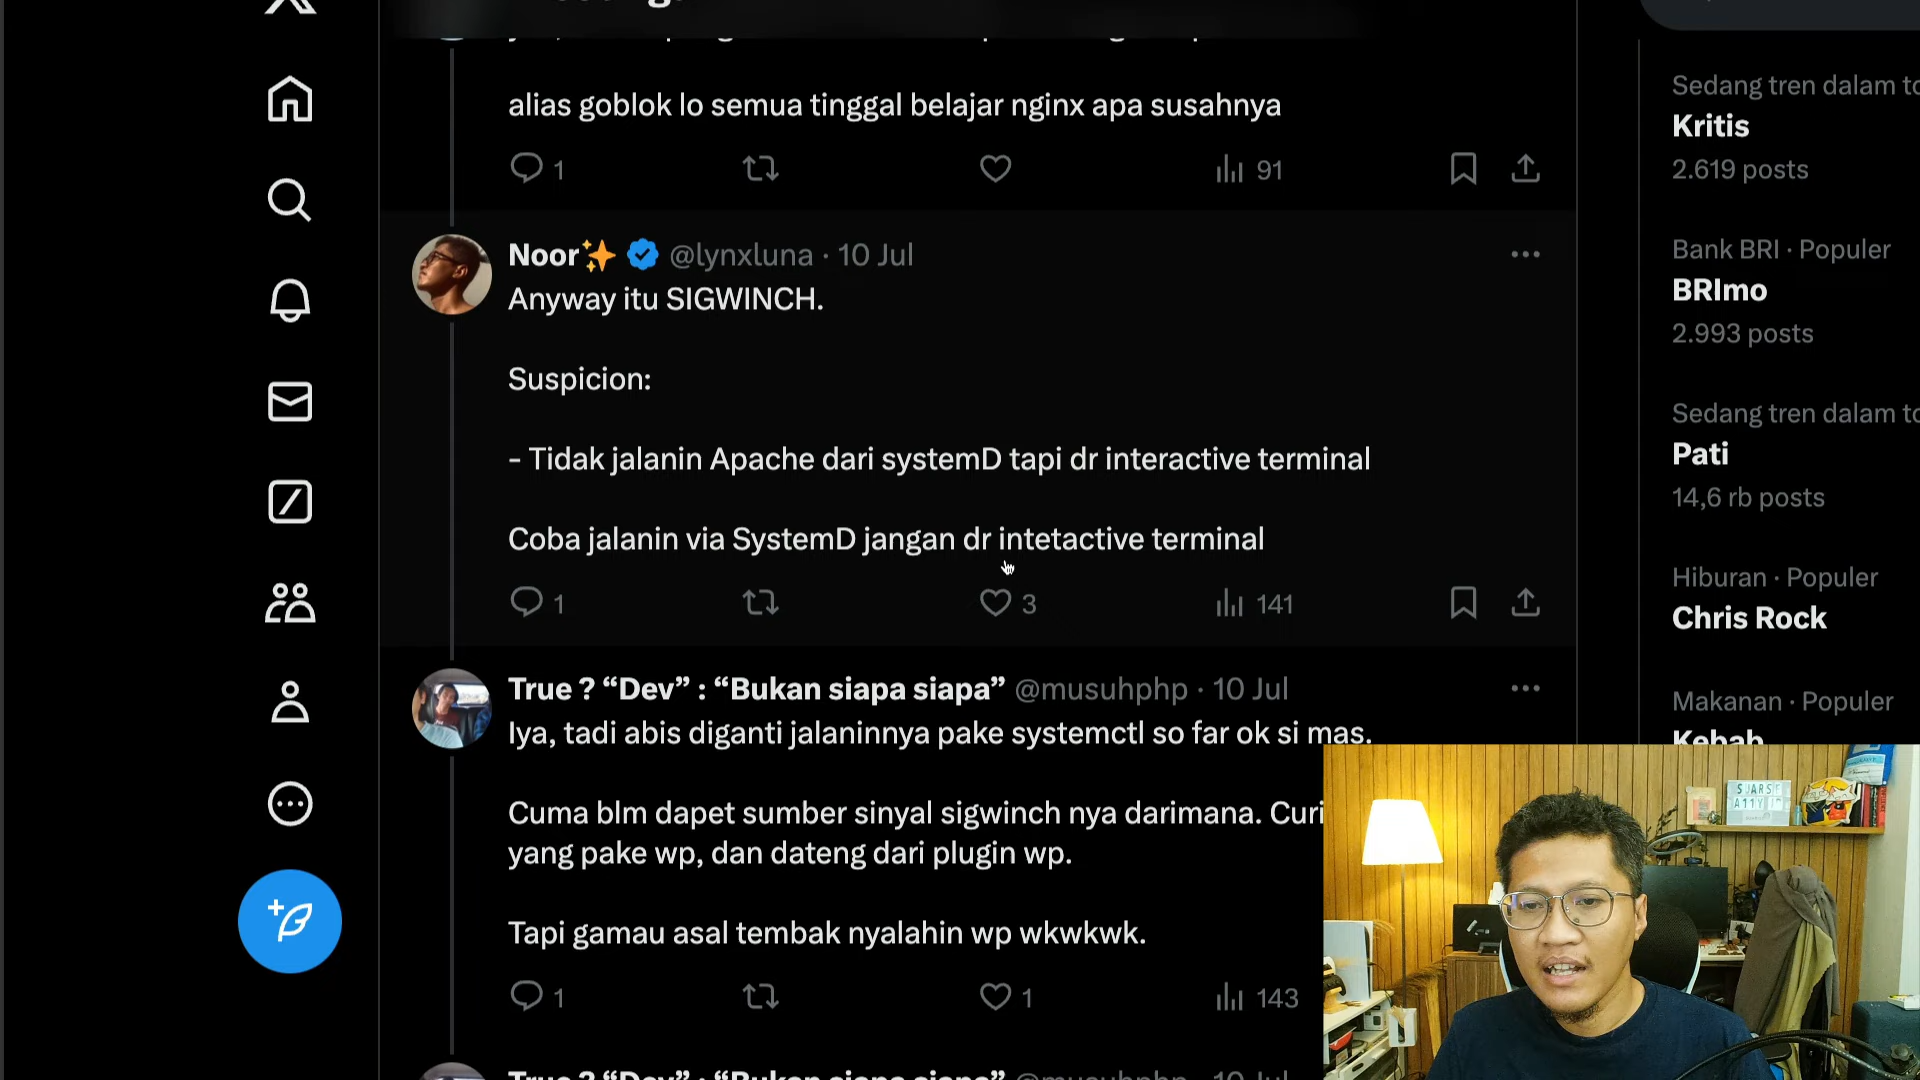 alias goblok lo semua tinggal belajar nginx apa susahnya
1
91
Noor✨ @lynxluna · 10 Jul
Anyway itu SIGWINCH.
Suspicion:
- Tidak jalanin Apache dari systemD tapi dr interactive terminal
Coba jalanin via SystemD jangan dr intetactive terminal
1
3
141
True ? “Dev” : “Bukan siapa siapa” @musuhphp · 10 Jul
Iya, tadi abis diganti jalaninnya pake systemctl so far ok si mas.
Cuma blm dapet sumber sinyal sigwinch nya darimana. Curi
yang pake wp, dan dateng dari plugin wp.
Tapi gamau asal tembak nyalahin wp wkwkwk.
1
1
143
True ? “Dev” : “Bukan siapa siapa” @musuhphp · 10 Jul
Sedang tren dalam to
Kritis
2.619 posts
Bank BRI · Populer
BRImo
2.993 posts
Sedang tren dalam to
Pati
14,6 rb posts
Hiburan · Populer
Chris Rock
Makanan · Populer
Kebab